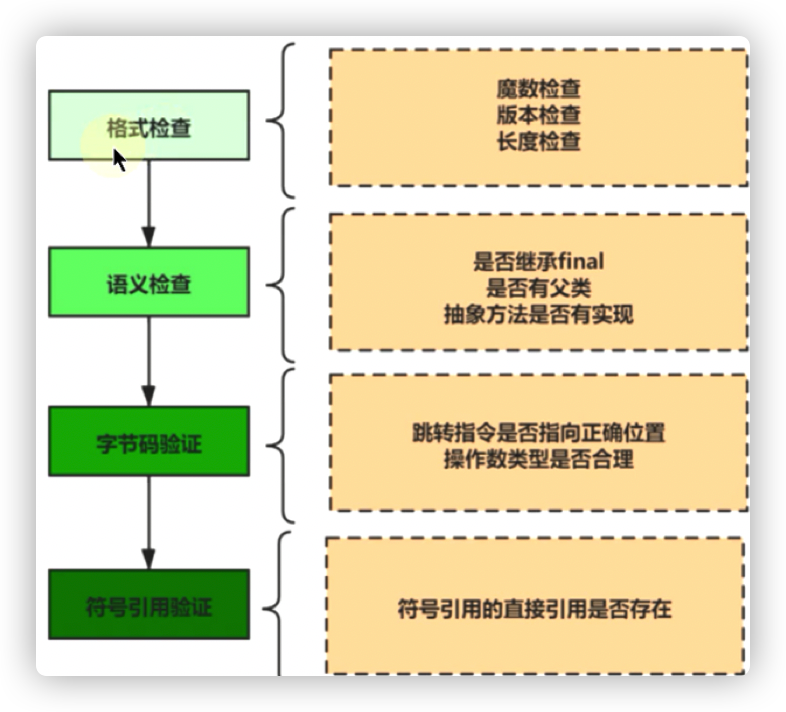 格式检查
魔数检查
版本检查
长度检查
语义检查
是否继承final
是否有父类
抽象方法是否有实现
字节码验证
跳转指令是否指向正确位置
操作数类型是否合理
符号引用验证
符号引用的直接引用是否存在